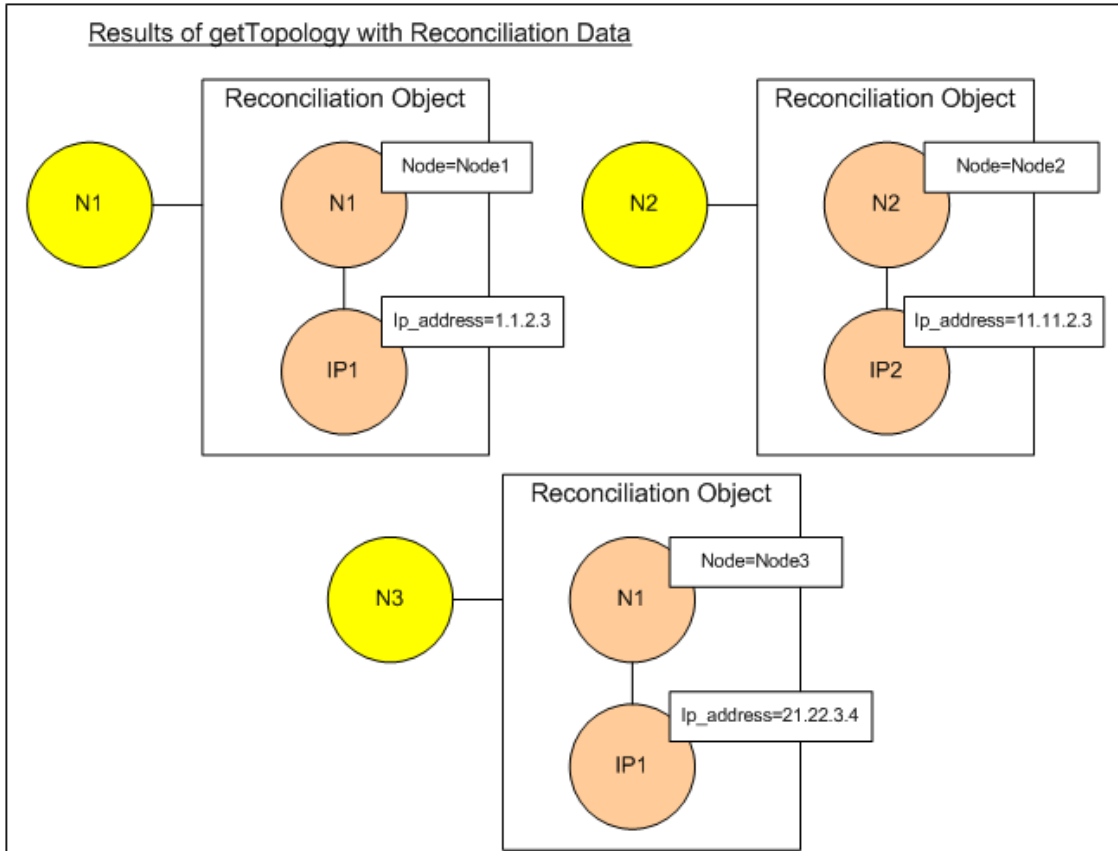 Results of getTopology with Reconciliation Data
Reconciliation Object
Node=Node1
N1
N1
Ip_address=1.1.2.3
IP1
Reconciliation Object
Node=Node2
N2
N2
Ip_address=11.11.2.3
IP2
Reconciliation Object
Node=Node3
N3
N1
Ip_address=21.22.3.4
IP1